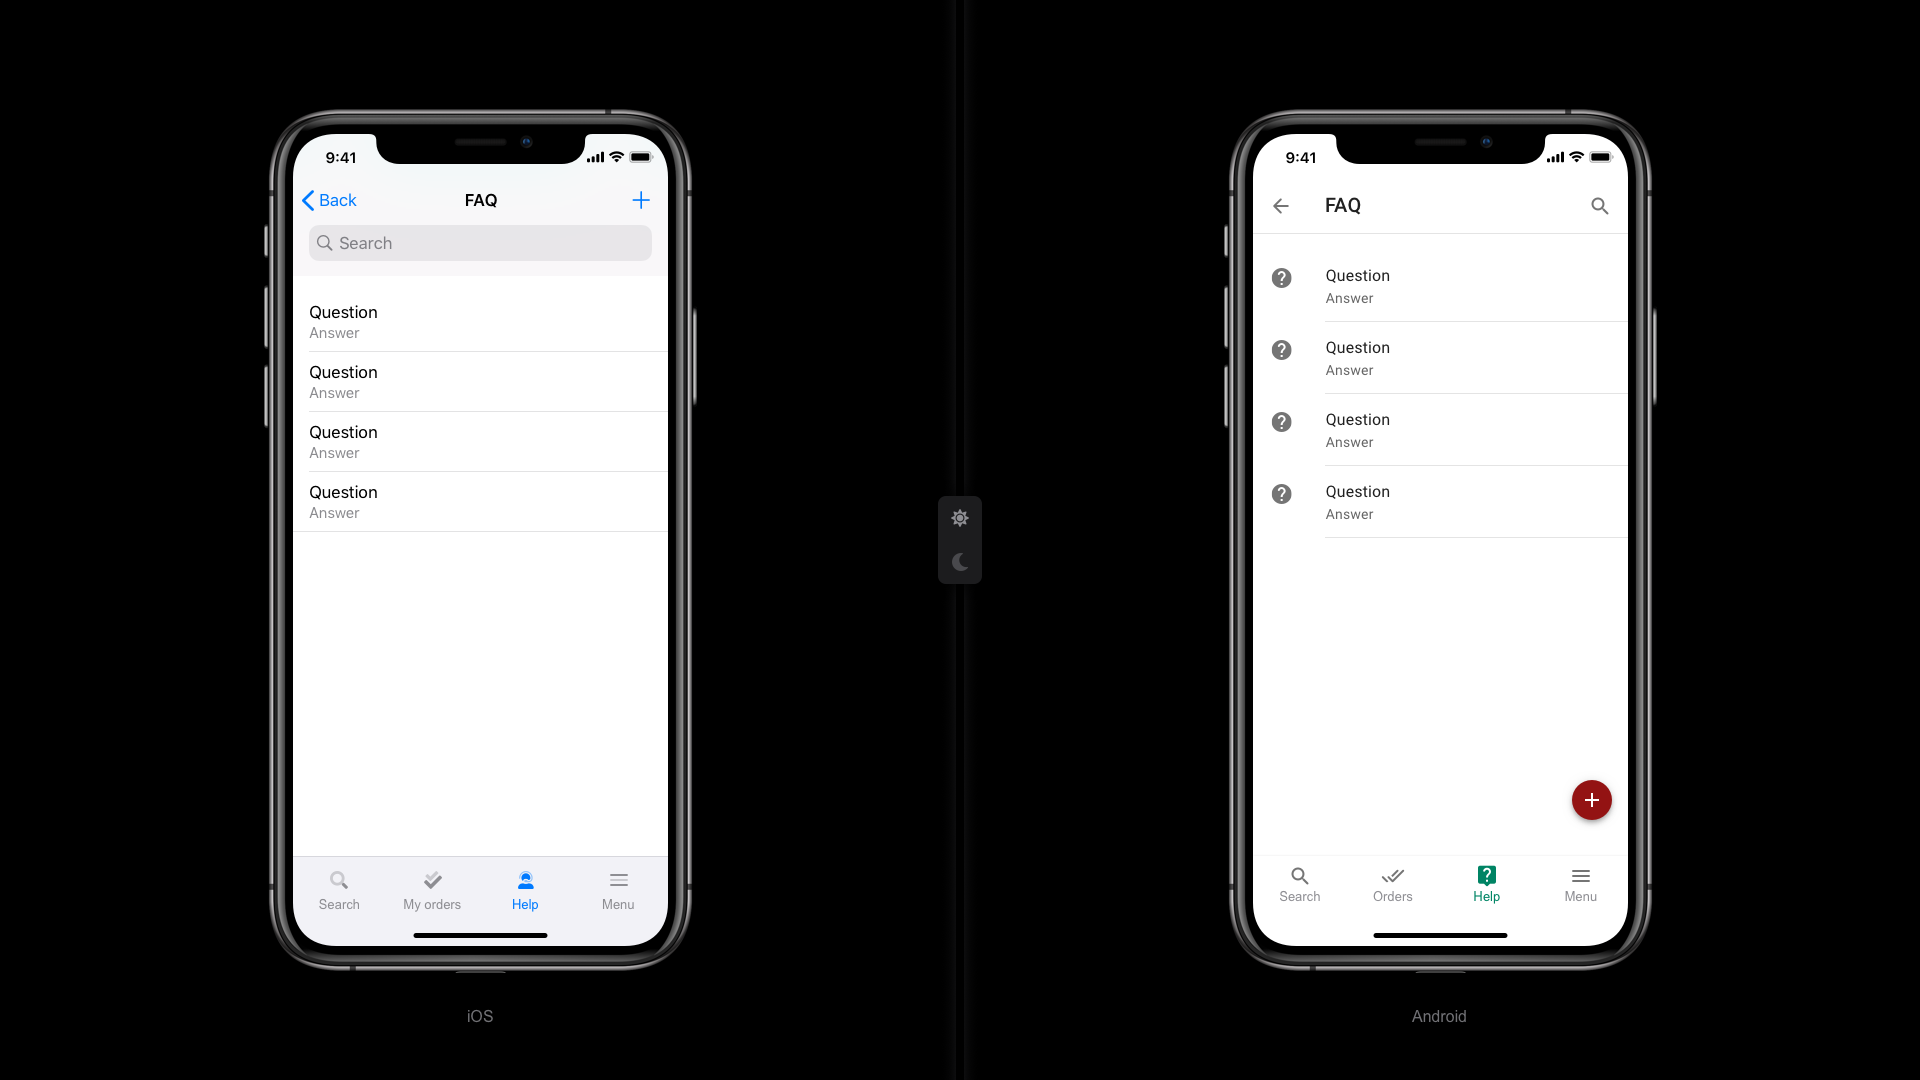 9:41
Back
FAQ
Search
Question
Answer
Question
Answer
Question
Answer
Question
Answer
Search
My orders
Help
Menu
iOS
9:41
FAQ
Question
Answer
Question
Answer
Question
Answer
Question
Answer
Search
Orders
Help
Menu
Android